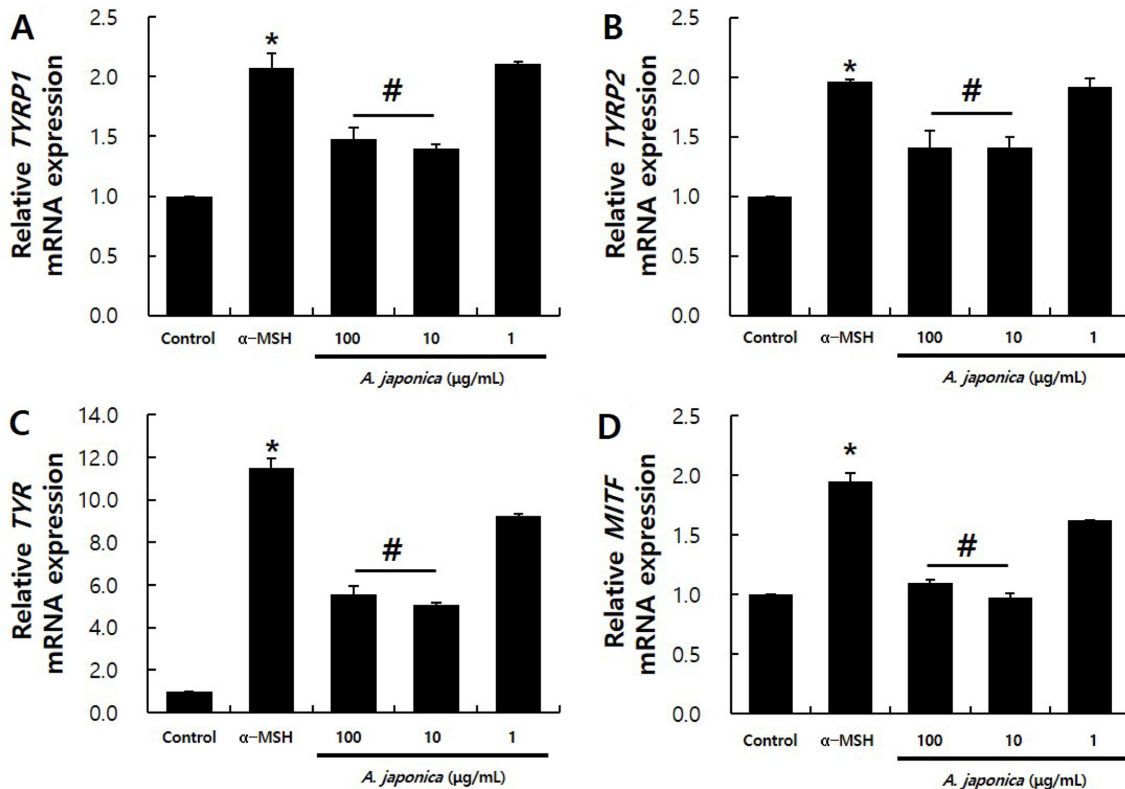 A
Relative TYRP1
mRNA expression
2.5
2.0
1.5
1.0
0.5
0.0
*
#
Control α-MSH 100 10 1
A. japonica (μg/mL)
B
Relative TYRP2
mRNA expression
2.5
2.0
1.5
1.0
0.5
0.0
*
#
Control α-MSH 100 10 1
A. japonica (μg/mL)
C
Relative TYR
mRNA expression
14.0
12.0
10.0
8.0
6.0
4.0
2.0
0.0
*
#
Control α-MSH 100 10 1
A. japonica (μg/mL)
D
Relative MITF
mRNA expression
2.5
2.0
1.5
1.0
0.5
0.0
*
#
Control α-MSH 100 10 1
A. japonica (μg/mL)